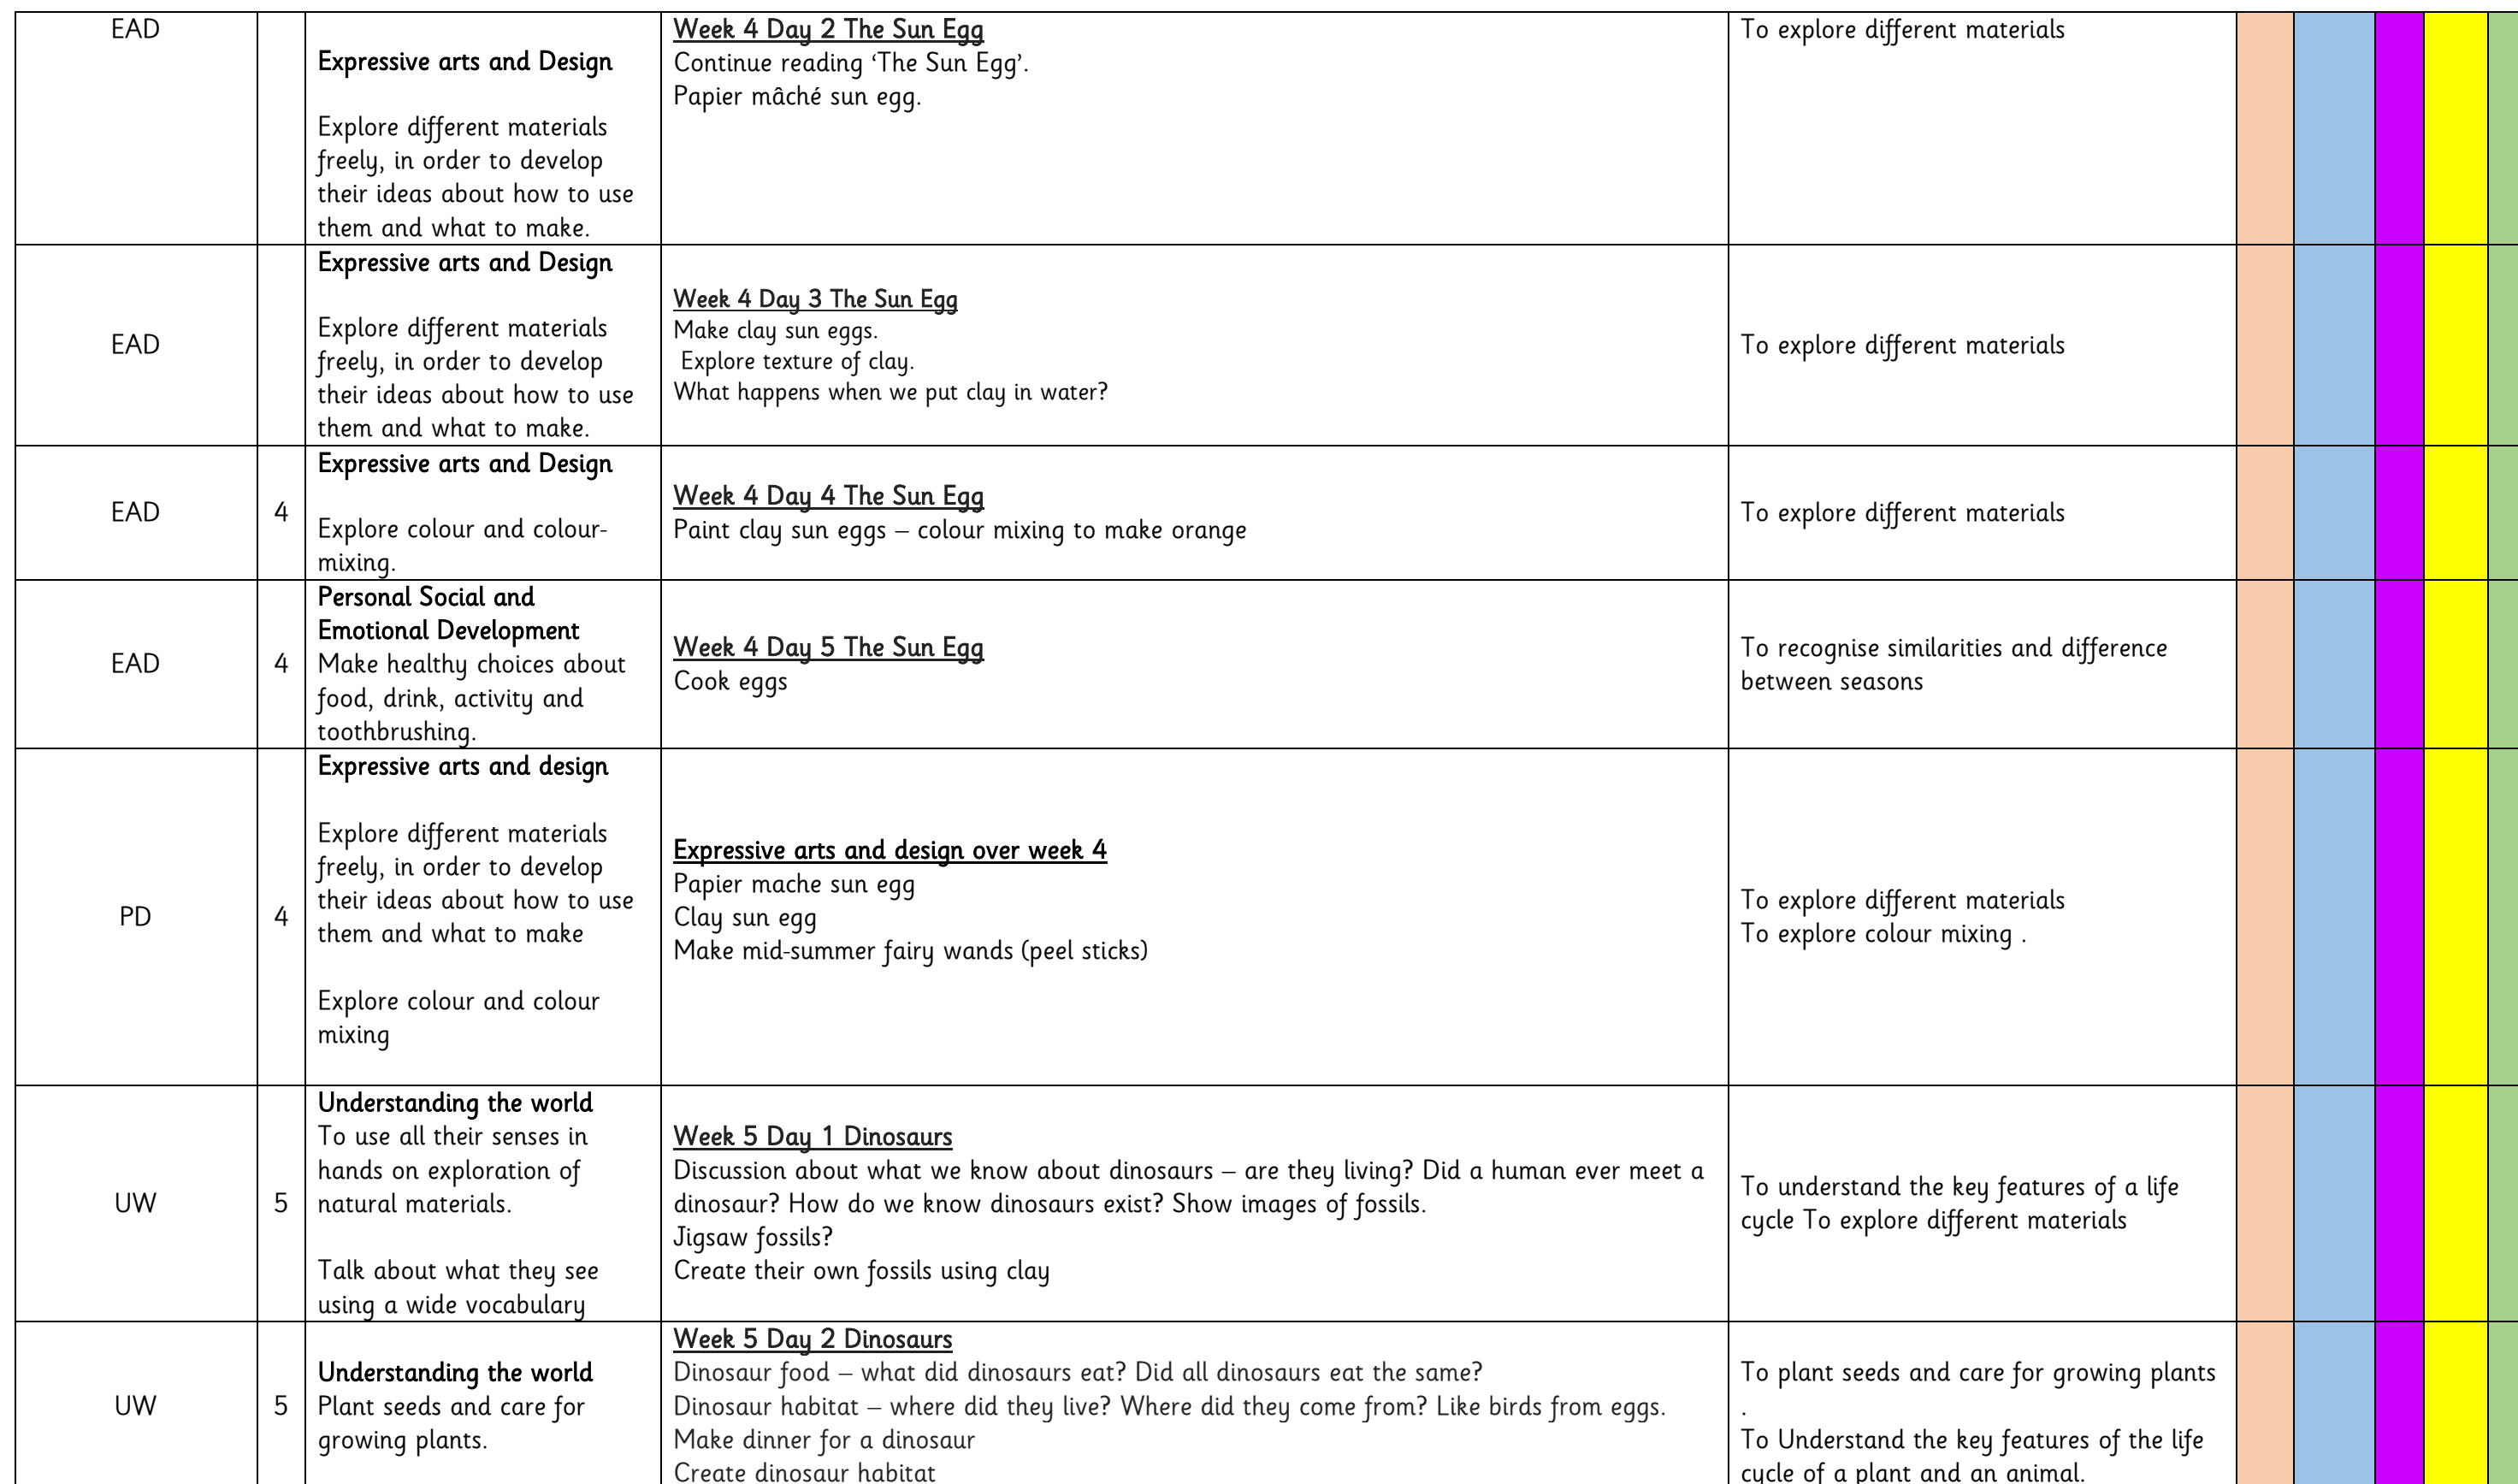 EAD
Expressive arts and Design
Explore different materials
freely, in order to develop
their ideas about how to use
them and what to make.
Week 4 Day 2 The Sun Egg
Continue reading ‘The Sun Egg’.
Papier mâché sun egg.
To explore different materials
EAD
Expressive arts and Design
Explore different materials
freely, in order to develop
their ideas about how to use
them and what to make.
Week 4 Day 3 The Sun Egg
Make clay sun eggs.
Explore texture of clay.
What happens when we put clay in water?
To explore different materials
EAD
4
Expressive arts and Design
Explore colour and colour-
mixing.
Week 4 Day 4 The Sun Egg
Paint clay sun eggs – colour mixing to make orange
To explore different materials
EAD
4
Personal Social and
Emotional Development
Make healthy choices about
food, drink, activity and
toothbrushing.
Week 4 Day 5 The Sun Egg
Cook eggs
To recognise similarities and difference
between seasons
PD
4
Expressive arts and design
Explore different materials
freely, in order to develop
their ideas about how to use
them and what to make
Explore colour and colour
mixing
Expressive arts and design over week 4
Papier mache sun egg
Clay sun egg
Make mid-summer fairy wands (peel sticks)
To explore different materials
To explore colour mixing .
UW
5
Understanding the world
To use all their senses in
hands on exploration of
natural materials.
Talk about what they see
using a wide vocabulary
Week 5 Day 1 Dinosaurs
Discussion about what we know about dinosaurs – are they living? Did a human ever meet a
dinosaur? How do we know dinosaurs exist? Show images of fossils.
Jigsaw fossils?
Create their own fossils using clay
To understand the key features of a life
cycle To explore different materials
UW
5
Understanding the world
Plant seeds and care for
growing plants.
Week 5 Day 2 Dinosaurs
Dinosaur food – what did dinosaurs eat? Did all dinosaurs eat the same?
Dinosaur habitat – where did they live? Where did they come from? Like birds from eggs.
Make dinner for a dinosaur
Create dinosaur habitat
To plant seeds and care for growing plants
.
To Understand the key features of the life
cycle of a plant and an animal.